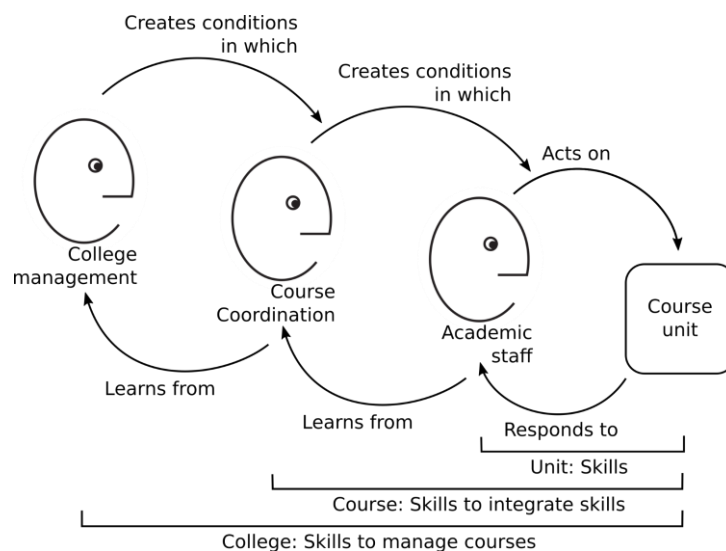 Creates conditions
in which
Creates conditions
in which
Acts on
College
management
Course
Coordination
Academic
staff
Course
unit
Learns from
Learns from
Responds to
Unit: Skills
Course: Skills to integrate skills
College: Skills to manage courses